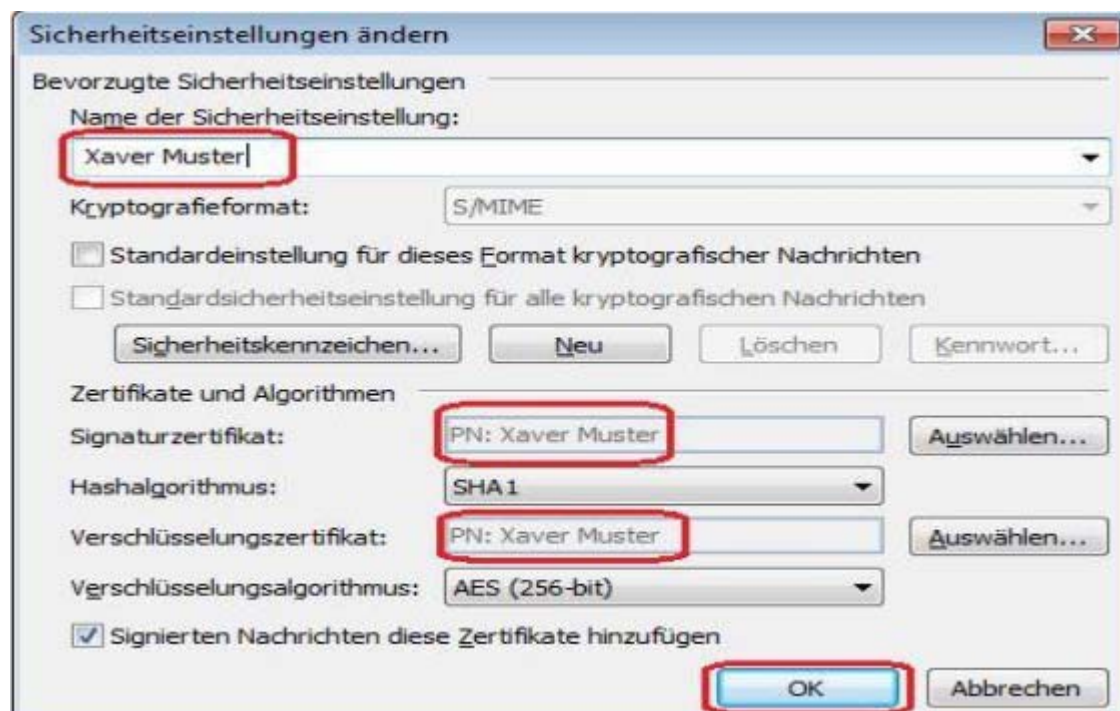 Sicherheitseinstellungen ändern
Bevorzugte Sicherheitseinstellungen
Name der Sicherheitseinstellung:
Xaver Muster
Kryptografieformat: S/MIME
Standardeinstellung für dieses Format kryptografischer Nachrichten
Standardsicherheitseinstellung für alle kryptografischen Nachrichten
Sicherheitskennzeichen... Neu Löschen Kennwort...
Zertifikate und Algorithmen
Signaturzertifikat: PN: Xaver Muster Auswählen...
Hashalgorithmus: SHA1
Verschlüsselungszertifikat: PN: Xaver Muster Auswählen...
Verschlüsselungsalgorithmus: AES (256-bit)
Signierten Nachrichten diese Zertifikate hinzufügen
OK Abbrechen